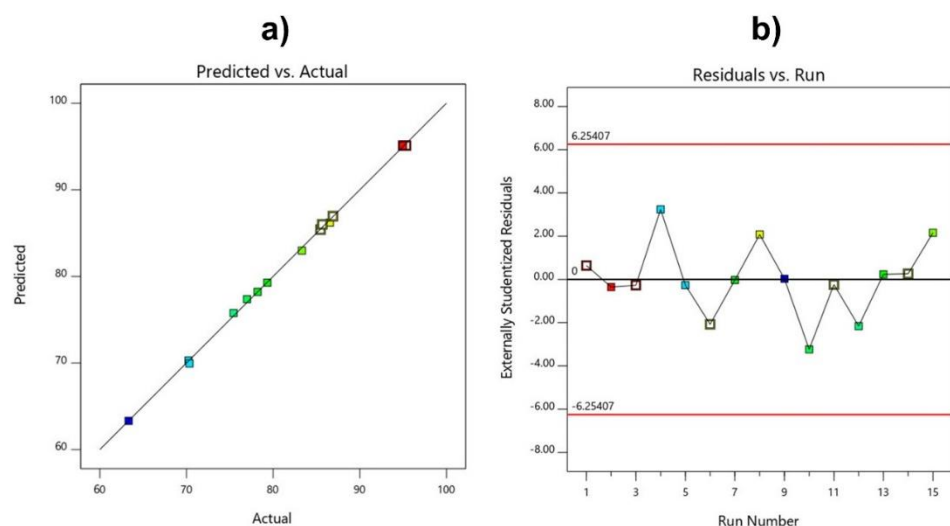 a)
Predicted vs. Actual
100
90
80
70
60
Predicted
60 70 80 90 100
Actual
b)
Residuals vs. Run
8.00
6.25407
6.00
4.00
2.00
0
0.00
-2.00
-4.00
-6.00
-6.25407
-8.00
Externally Studentized Residuals
1 3 5 7 9 11 13 15
Run Number